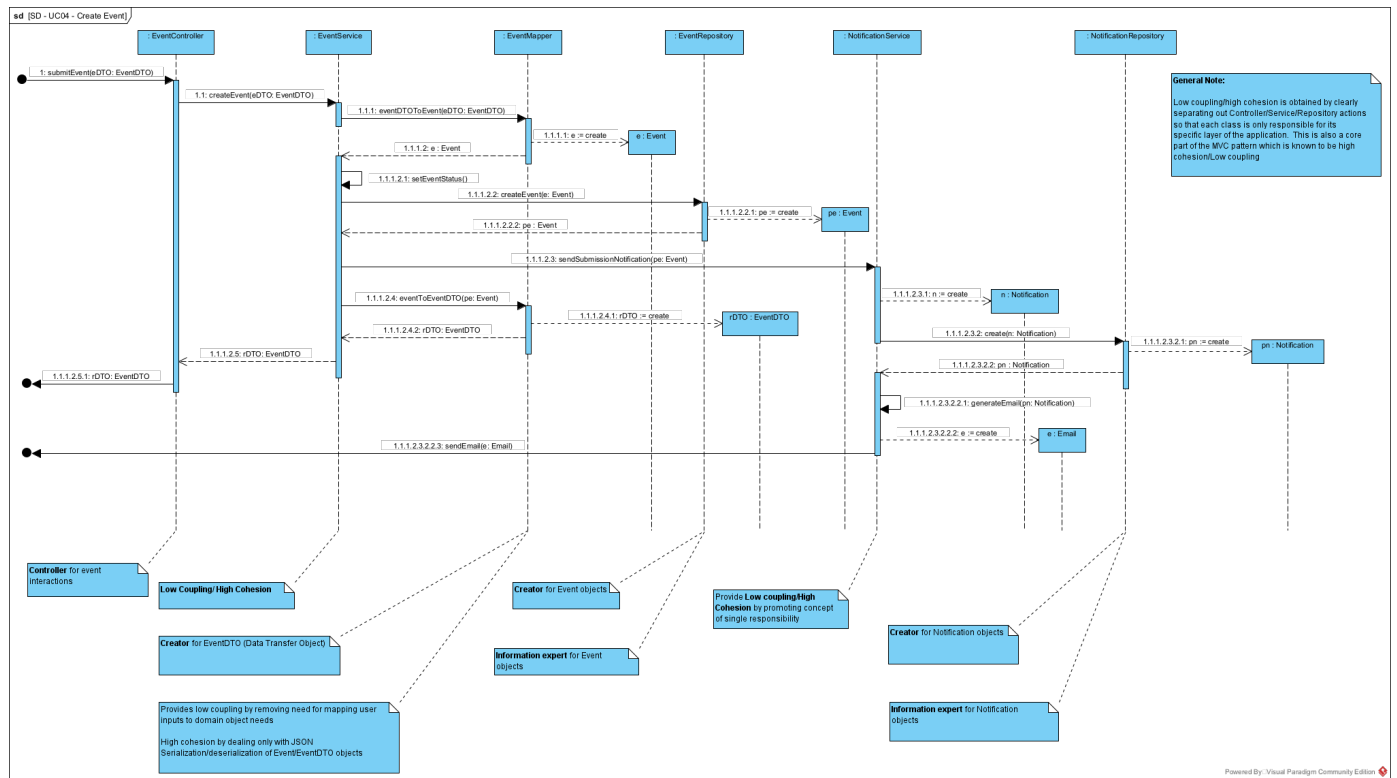 sd [SD - UC04 - Create Event]
: EventController
: EventService
: EventMapper
: EventRepository
: NotificationService
: NotificationRepository
1: submitEvent(eDTO: EventDTO)
1.1: createEvent(eDTO: EventDTO)
1.1.1: eventDTOToEvent(eDTO: EventDTO)
1.1.1.1: e := create
e : Event
1.1.1.2: e : Event
1.1.1.2.1: setEventStatus()
1.1.1.2.2: createEvent(e: Event)
1.1.1.2.2.1: pe := create
pe : Event
1.1.1.2.2.2: pe : Event
1.1.1.2.3: sendSubmissionNotification(pe: Event)
1.1.1.2.3.1: n := create
n : Notification
1.1.1.2.4: eventToEventDTO(pe: Event)
1.1.1.2.4.1: rDTO := create
rDTO : EventDTO
1.1.1.2.4.2: rDTO: EventDTO
1.1.1.2.3.2: create(n: Notification)
1.1.1.2.3.2.1: pn := create
pn : Notification
1.1.1.2.5: rDTO: EventDTO
1.1.1.2.3.2.2: pn : Notification
1.1.1.2.5.1: rDTO: EventDTO
1.1.1.2.3.2.2.1: generateEmail(pn: Notification)
1.1.1.2.3.2.2.2: e := create
e : Email
1.1.1.2.3.2.2.3: sendEmail(e: Email)
General Note:
Low coupling/high cohesion is obtained by clearly
separating out Controller/Service/Repository actions
so that each class is only responsible for its
specific layer of the application. This is also a core
part of the MVC pattern which is known to be high
cohesion/Low coupling
Controller for event
interactions
Low Coupling/ High Cohesion
Creator for EventDTO (Data Transfer Object)
Provides low coupling by removing need for mapping user
inputs to domain object needs
High cohesion by dealing only with JSON
Serialization/deserialization of Event/EventDTO objects
Creator for Event objects
Information expert for Event
objects
Provide Low coupling/High
Cohesion by promoting concept
of single responsibility
Creator for Notification objects
Information expert for Notification
objects
Powered By: Visual Paradigm Community Edition